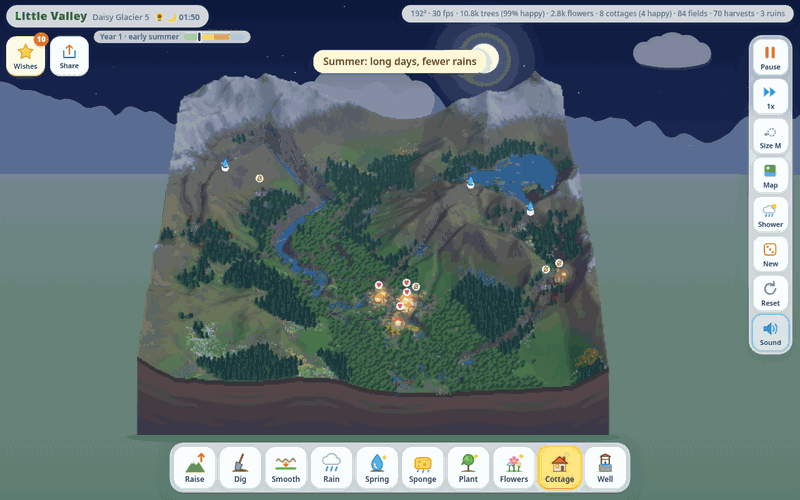 Little Valley Daisy Glacier 5 01:50
192² · 30 fps · 10.8k trees (99% happy) · 2.8k flowers · 8 cottages (4 happy) · 84 fields · 70 harvests · 3 ruins
Year 1 · early summer
10
Wishes
Share
Summer: long days, fewer rains
Pause
1x
Size M
Map
Shower
New
Reset
Sound
Raise
Dig
Smooth
Rain
Spring
Sponge
Plant
Flowers
Cottage
Well